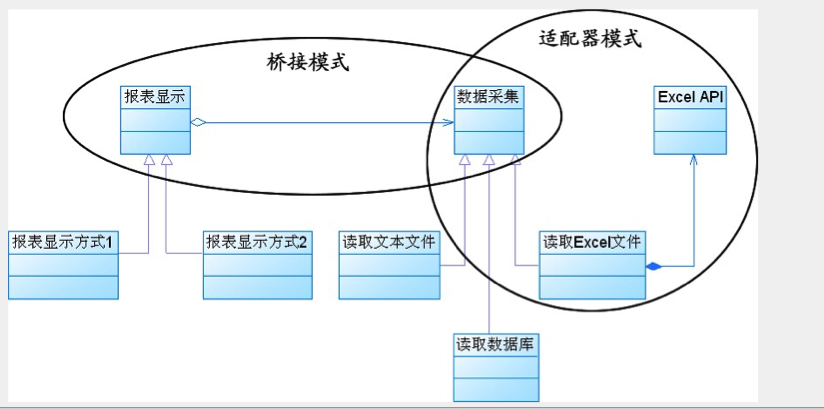 适配器模式
桥接模式
报表显示
数据采集
Excel API
报表显示方式1
报表显示方式2
读取文本文件
读取Excel文件
读取数据库